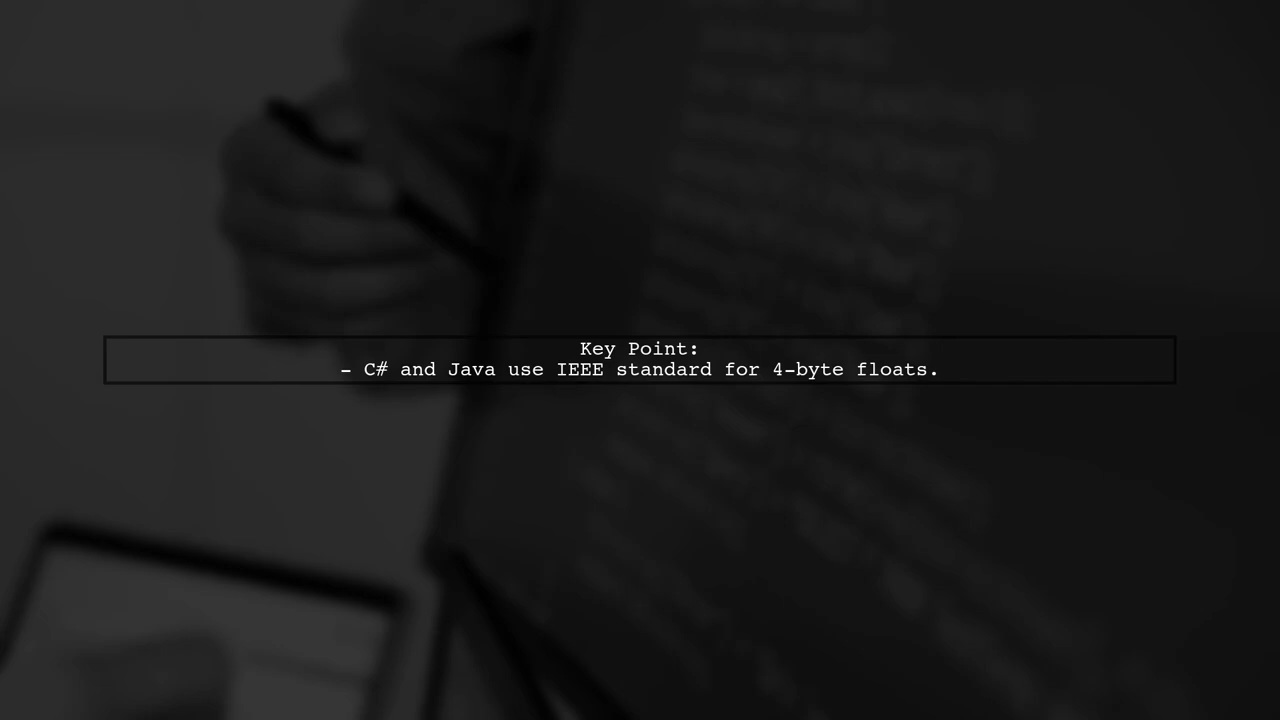 Key Point:
- C# and Java use IEEE standard for 4-byte floats.